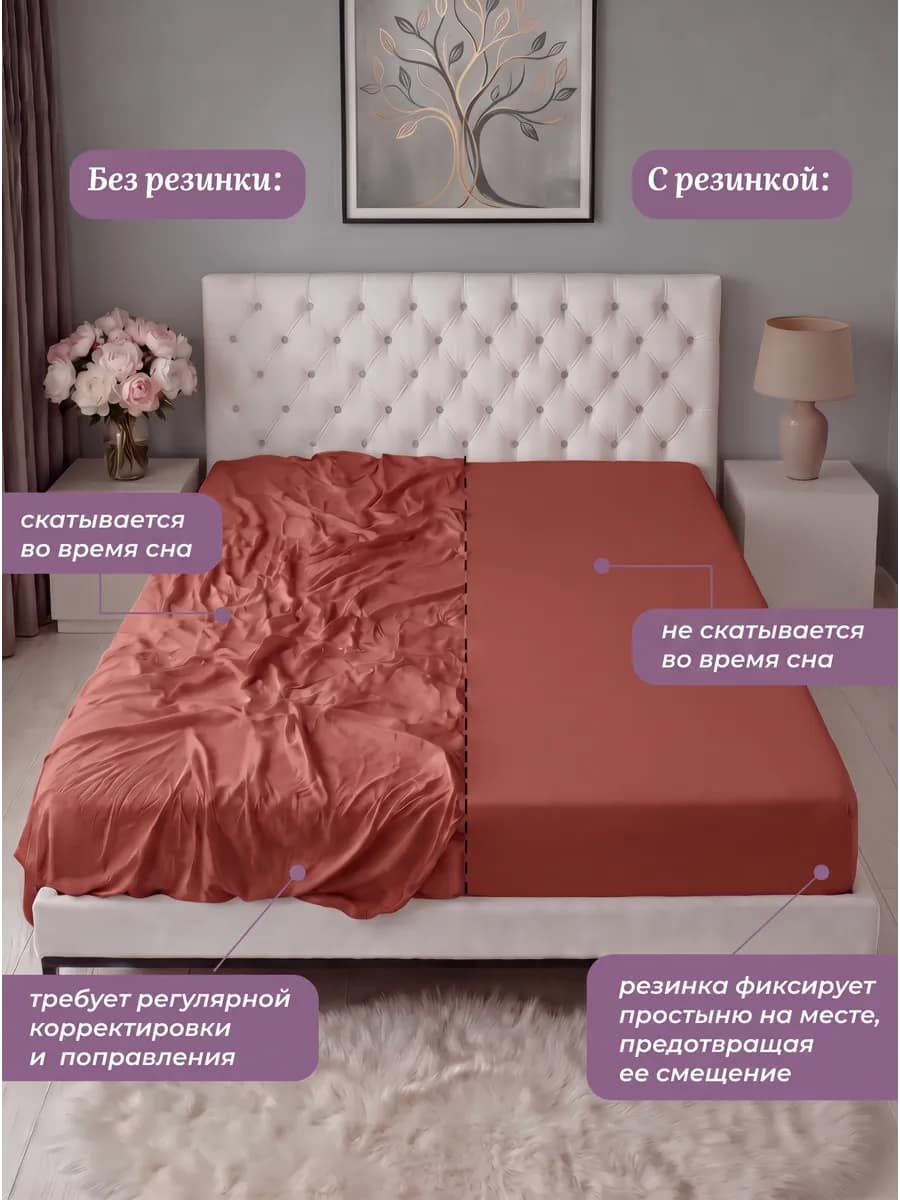 Без резинки:
С резинкой:
скатывается
во время сна
не скатывается
во время сна
требует регулярной
корректировки
и поправления
резинка фиксирует
простыню на месте,
предотвращая
ее смещение